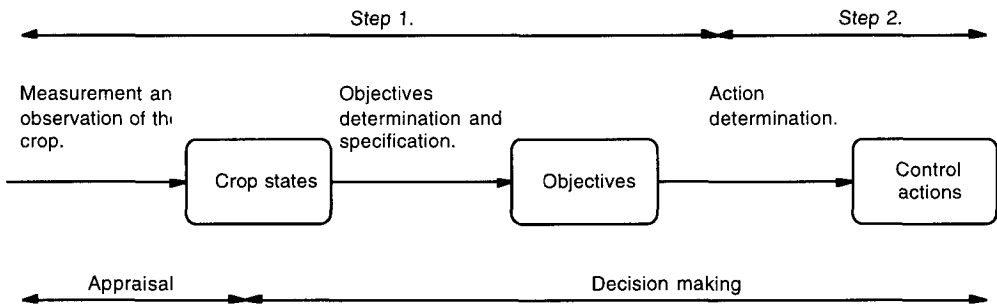 Step 1.
Step 2.
Measurement an
observation of the
crop.
Objectives
determination and
specification.
Action
determination.
Crop states
Objectives
Control
actions
Appraisal
Decision making